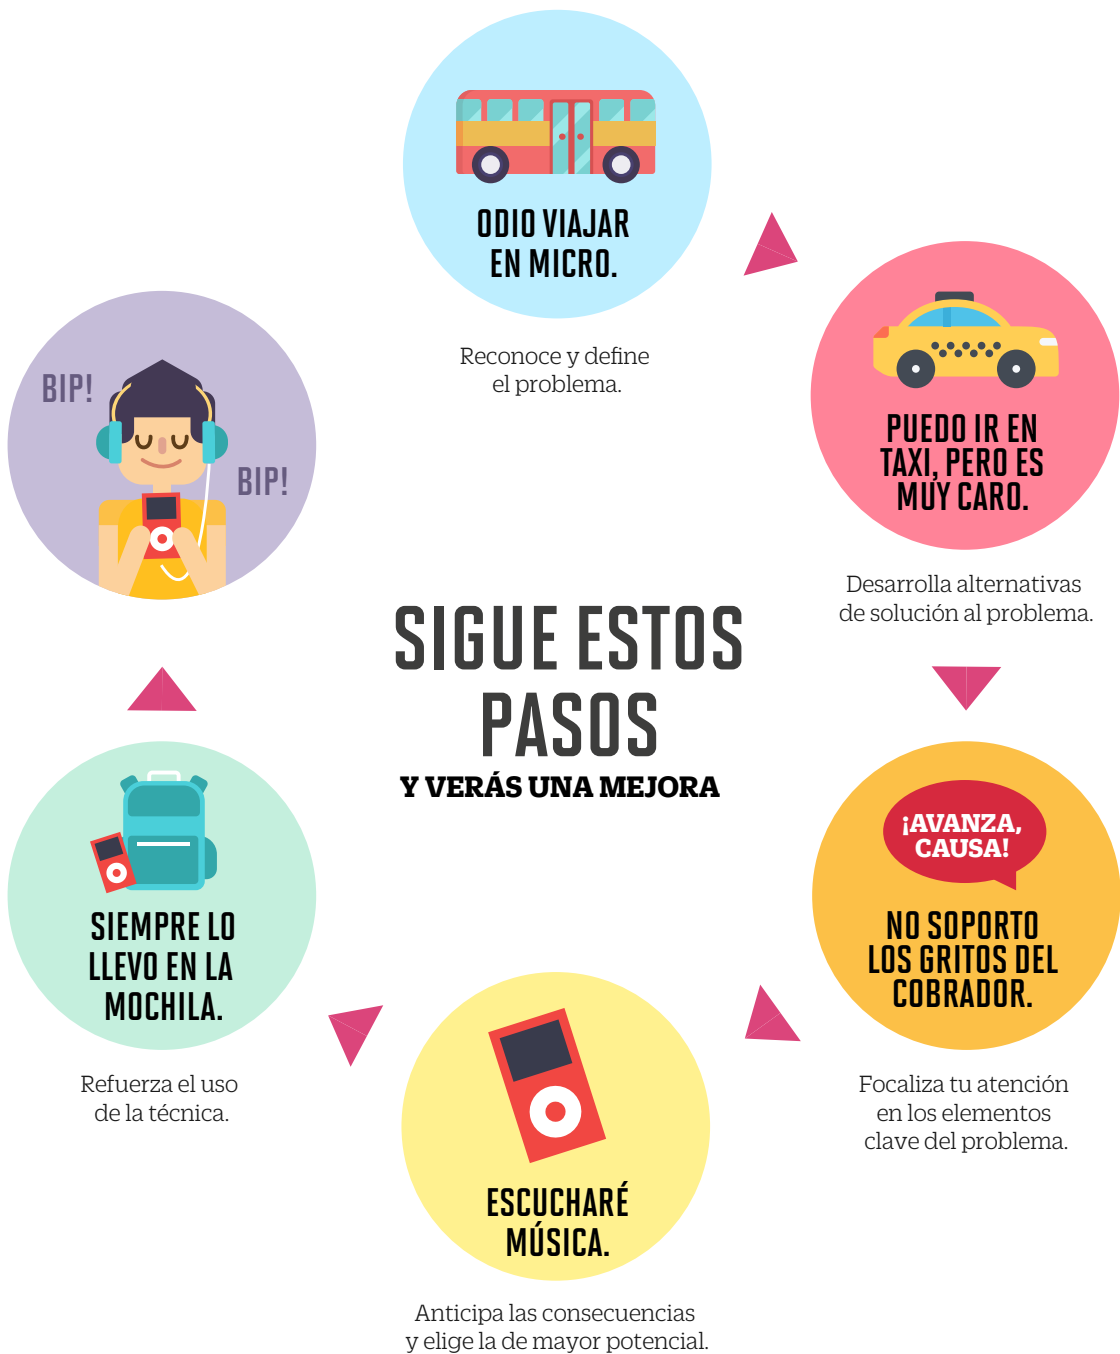 ODIO VIAJAR
EN MICRO.
Reconoce y define
el problema.
PUEDO IR EN
TAXI, PERO ES
MUY CARO.
Desarrolla alternativas
de solución al problema.
¡AVANZA,
CAUSA!
NO SOPORTO
LOS GRITOS DEL
COBRADOR.
Focaliza tu atención
en los elementos
clave del problema.
ESCUCHARÉ
MÚSICA.
Anticipa las consecuencias
y elige la de mayor potencial.
SIEMPRE LO
LLEVO EN LA
MOCHILA.
Refuerza el uso
de la técnica.
BIP!
BIP!
SIGUE ESTOS
PASOS
Y VERÁS UNA MEJORA